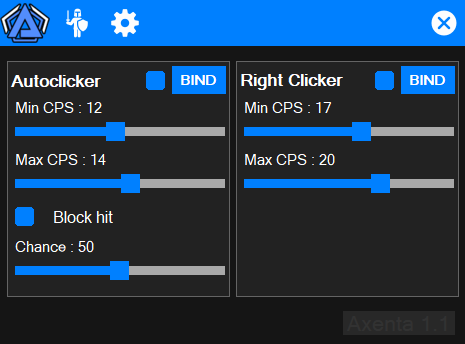 Autoclicker BIND
Min CPS : 12
Max CPS : 14
Block hit
Chance : 50
Right Clicker BIND
Min CPS : 17
Max CPS : 20
Axenta 1.1